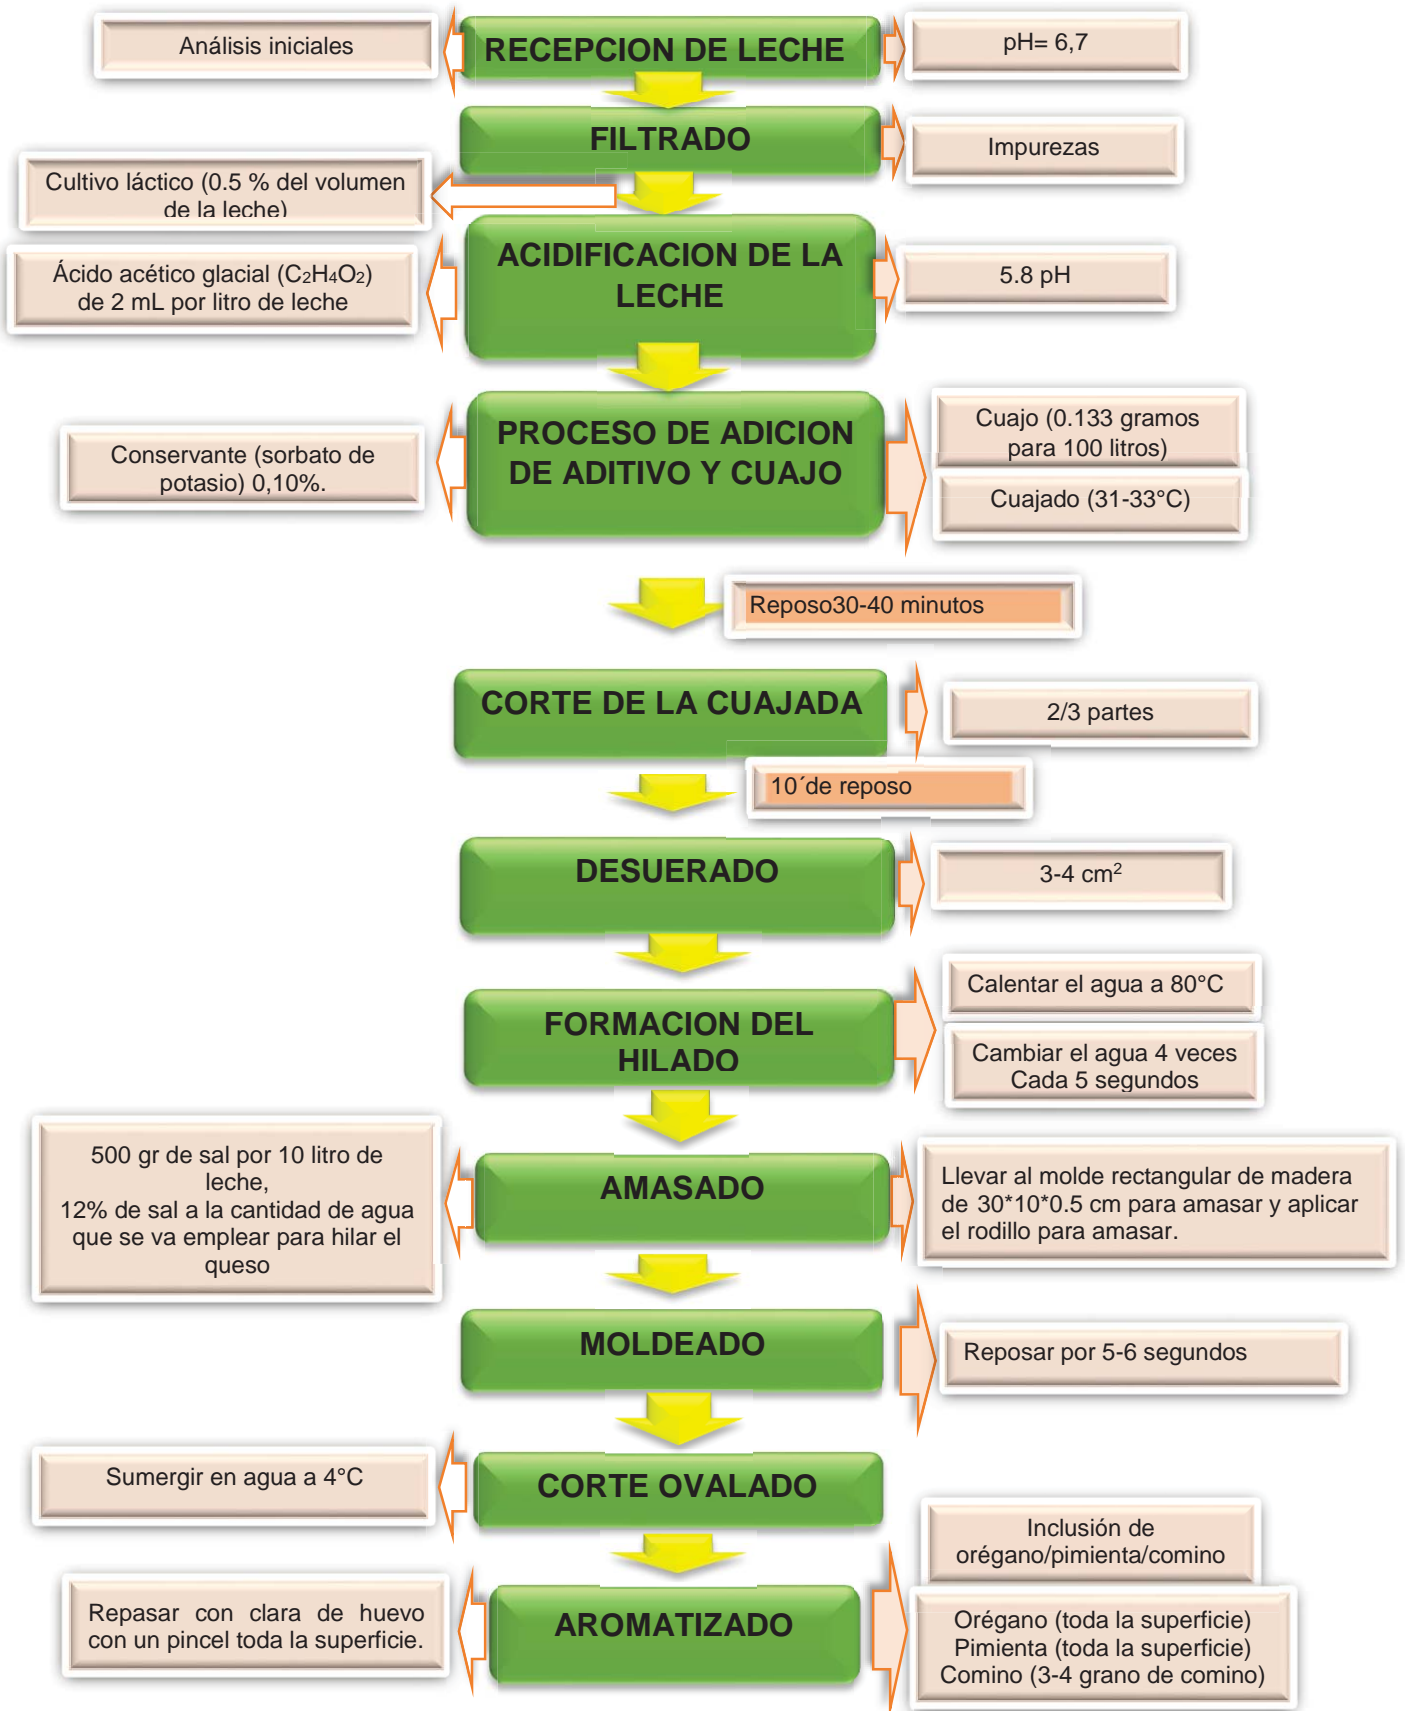 Análisis iniciales
RECEPCION DE LECHE
pH= 6,7
FILTRADO
Impurezas
Cultivo láctico (0.5 % del volumen
de la leche)
ACIDIFICACION DE LA
LECHE
Ácido acético glacial (C₂H₄O₂)
de 2 mL por litro de leche
5.8 pH
PROCESO DE ADICION
DE ADITIVO Y CUAJO
Conservante (sorbato de
potasio) 0,10%.
Cuajo (0.133 gramos
para 100 litros)
Cuajado (31-33°C)
Reposo30-40 minutos
CORTE DE LA CUAJADA
2/3 partes
10´de reposo
DESUERADO
3-4 cm²
FORMACION DEL
HILADO
Calentar el agua a 80°C
Cambiar el agua 4 veces
Cada 5 segundos
500 gr de sal por 10 litro de
leche,
12% de sal a la cantidad de agua
que se va emplear para hilar el
queso
AMASADO
Llevar al molde rectangular de madera
de 30*10*0.5 cm para amasar y aplicar
el rodillo para amasar.
MOLDEADO
Reposar por 5-6 segundos
Sumergir en agua a 4°C
CORTE OVALADO
Inclusión de
orégano/pimienta/comino
Repasar con clara de huevo
con un pincel toda la superficie.
AROMATIZADO
Orégano (toda la superficie)
Pimienta (toda la superficie)
Comino (3-4 grano de comino)